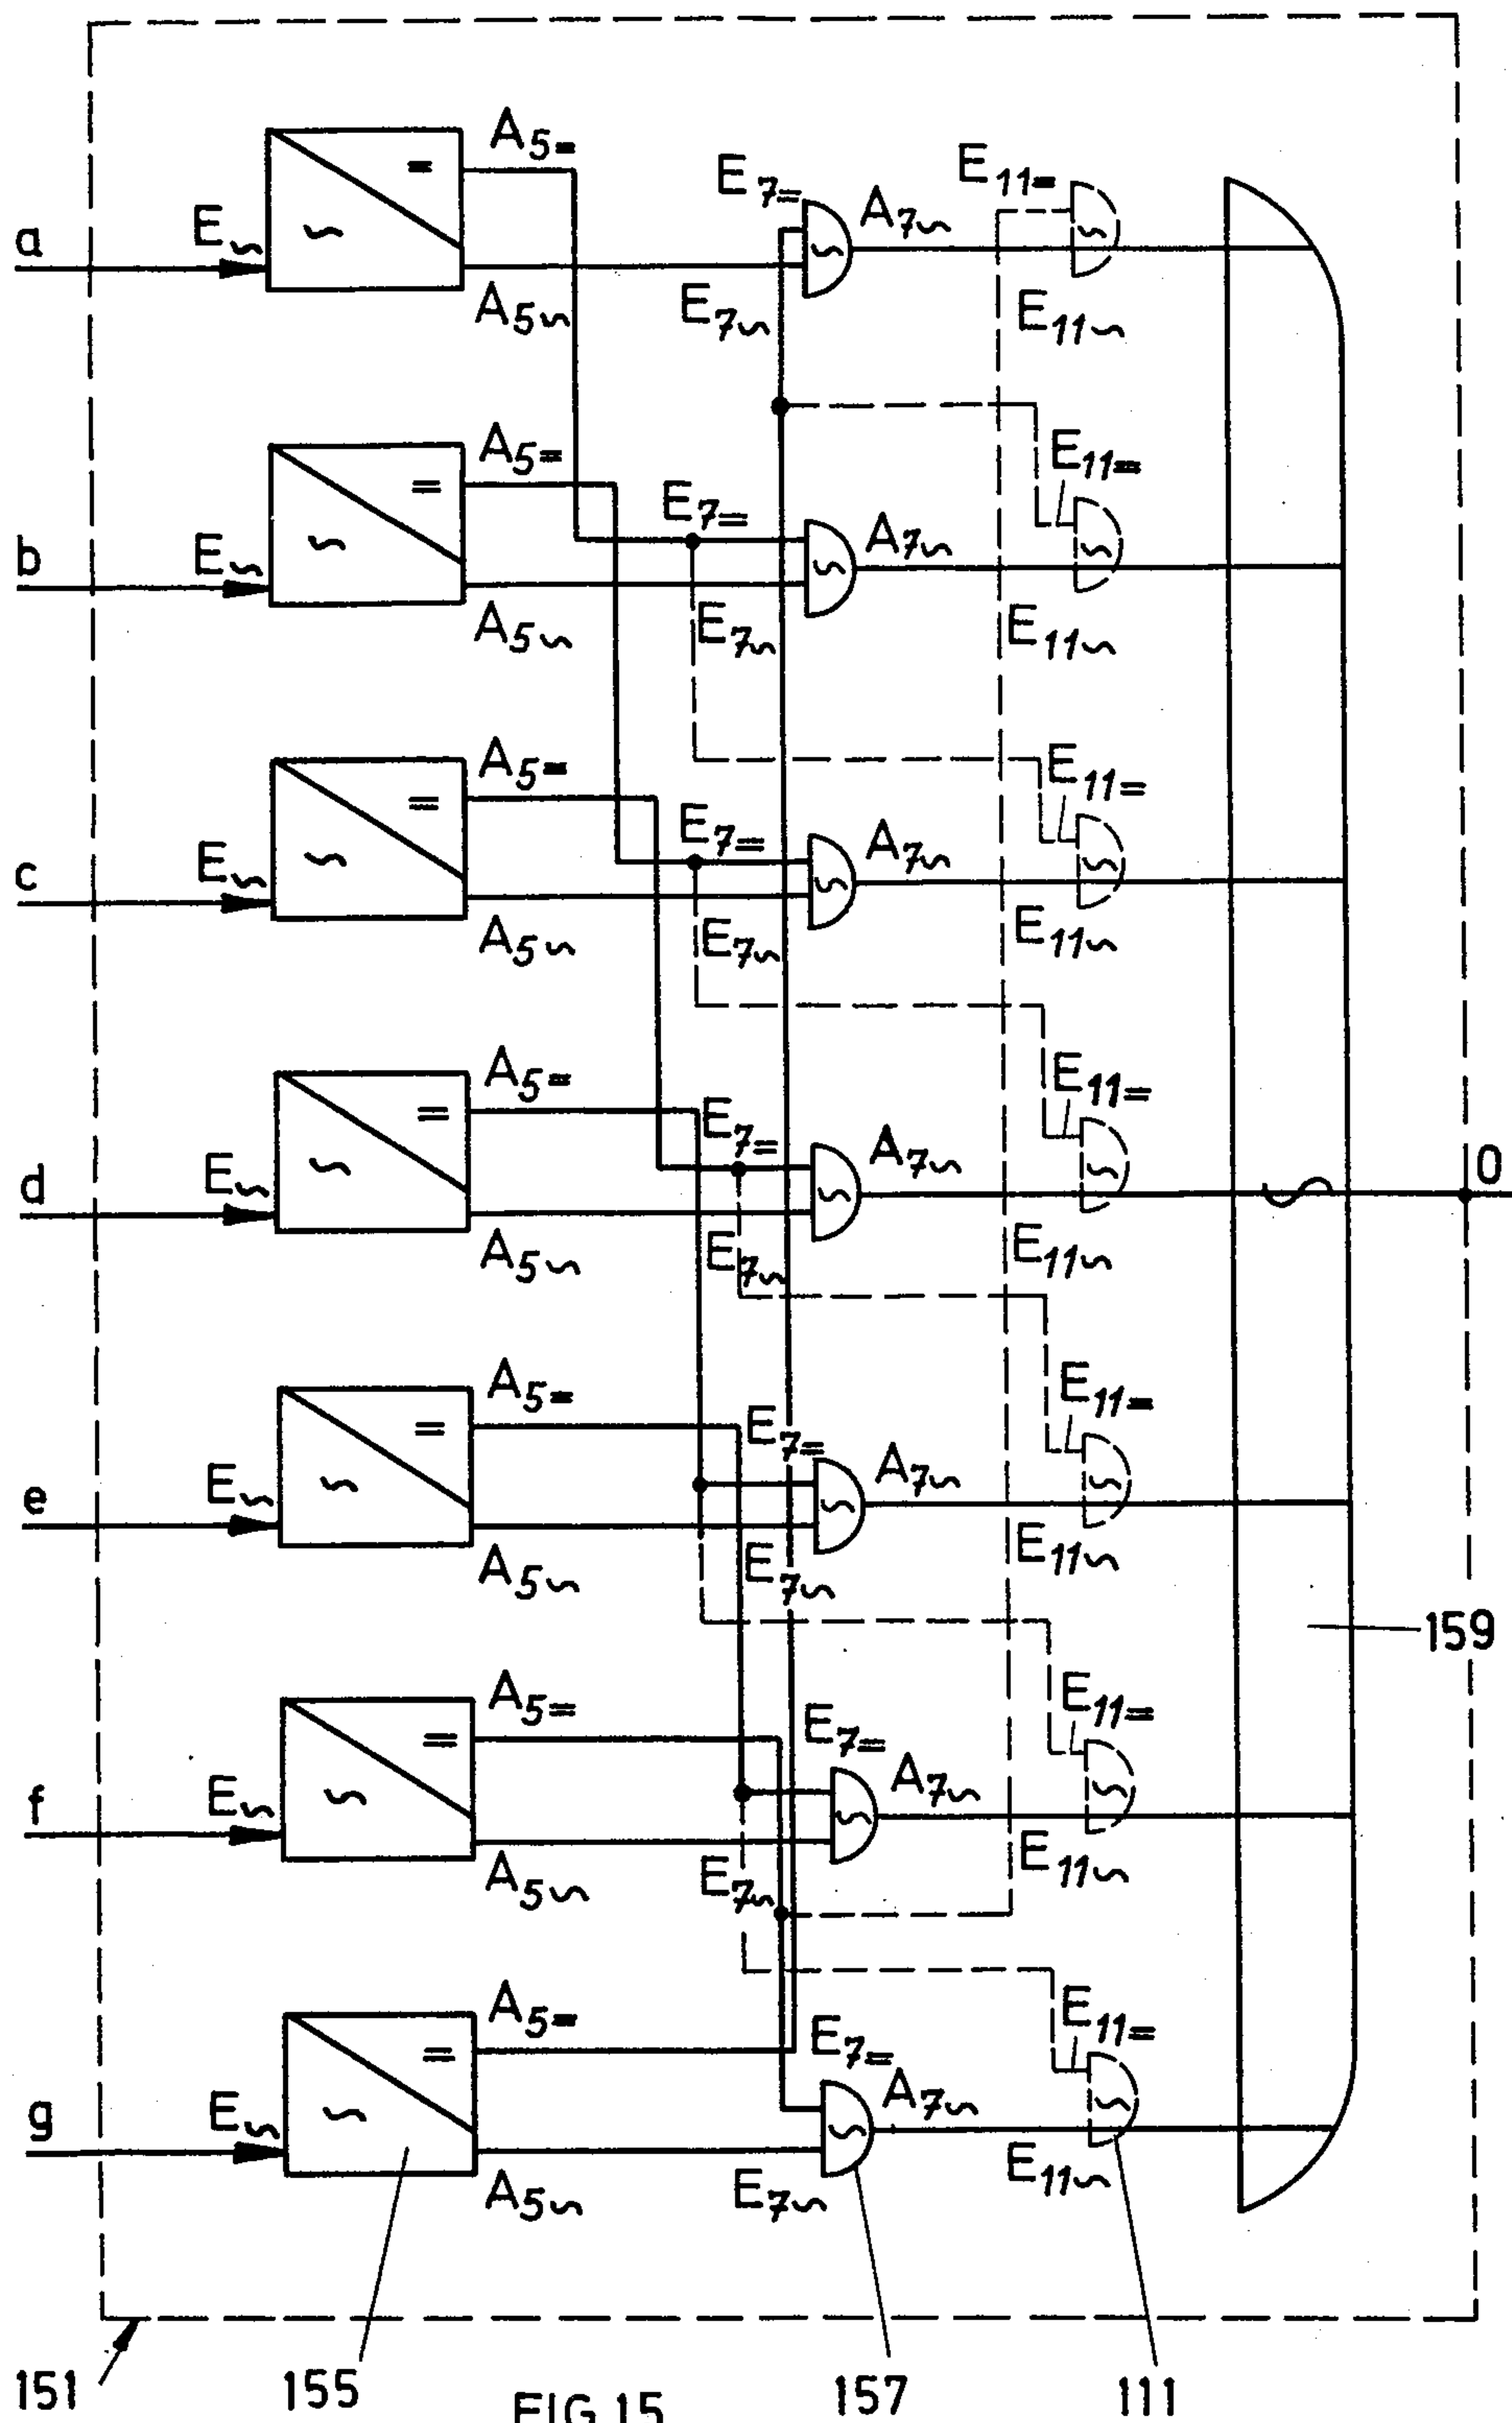 A5=
E7= A7~ E11=
a E~ = ~ ~ ~
A5~ E7~ E11~
A5= E11=
E7= A7~
b E~ = ~ ~ ~
A5~ E7~ E11~
A5= E11=
E7= A7~
c E~ = ~ ~ ~
A5~ E7~ E11~
A5= E11=
E7= A7~
d E~ = ~ ~ ~ ~ 0
A5~ E7~ E11~
A5= E11=
E7= A7~
e E~ = ~ ~ ~
A5~ E7~ E11~
159
A5= E11=
E7= A7~
f E~ = ~ ~ ~
A5~ E7~ E11~
A5= E11=
E7= A7~
g E~ = ~ ~ ~
A5~ E7~ E11~
151 155 157 111
FIG.15